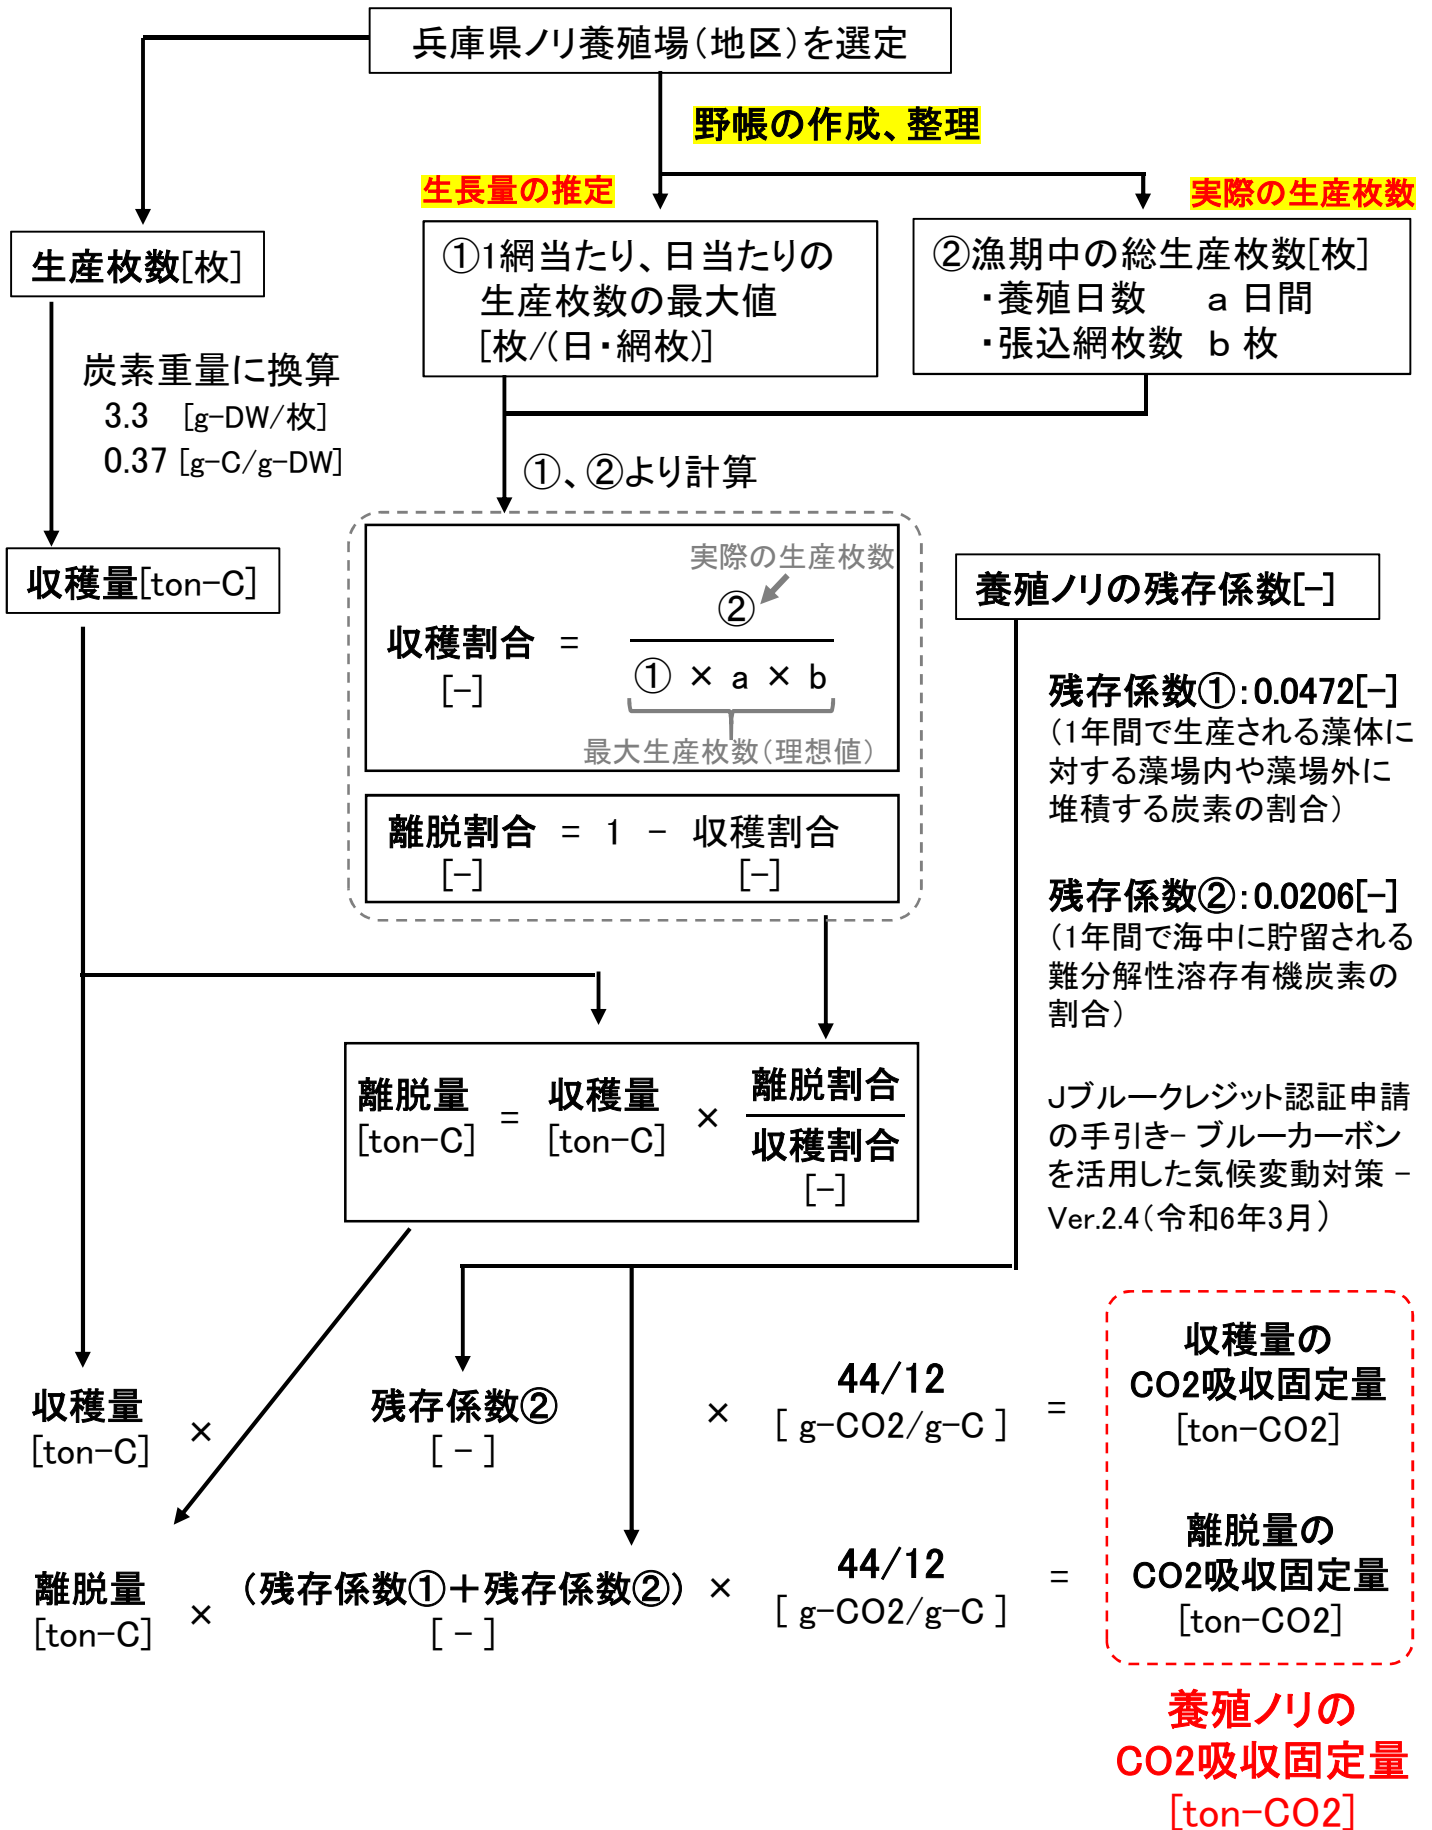 兵庫県ノリ養殖場（地区）を選定
野帳の作成、整理
生長量の推定
実際の生産枚数
生産枚数[枚]
①1網当たり、日当たりの
生産枚数の最大値
[枚/(日・網枚)]
②漁期中の総生産枚数[枚]
・養殖日数 a 日間
・張込網枚数 b 枚
炭素重量に換算
3.3 [g-DW/枚]
0.37 [g-C/g-DW]
①、②より計算
収穫量[ton-C]
実際の生産枚数
②
収穫割合 =
① × a × b
[-]
最大生産枚数（理想値）
離脱割合 = 1 - 収穫割合
[-] [-]
養殖ノリの残存係数[-]
残存係数①：0.0472[-]
（1年間で生産される藻体に
対する藻場内や藻場外に
堆積する炭素の割合）
残存係数②：0.0206[-]
（1年間で海中に貯留される
難分解性溶存有機炭素の
割合）
Jブルークレジット認証申請
の手引き- ブルーカーボン
を活用した気候変動対策 -
Ver.2.4（令和6年3月）
離脱量 = 収穫量 × 離脱割合
[ton-C] [ton-C] 収穫割合
[-]
収穫量 × 残存係数② × 44/12 = 収穫量の
CO2吸収固定量
[ton-C] [ - ] [ g-CO2/g-C ] [ton-CO2]
離脱量 × （残存係数①＋残存係数②） × 44/12 = 離脱量の
CO2吸収固定量
[ton-C] [ - ] [ g-CO2/g-C ] [ton-CO2]
養殖ノリの
CO2吸収固定量
[ton-CO2]